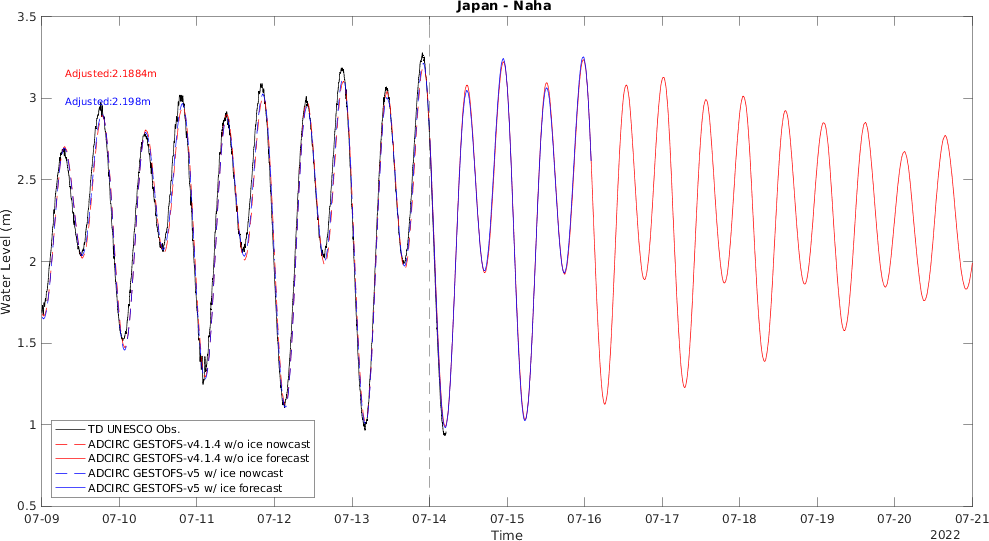 Japan - Naha
3.5
3
2.5
2
1.5
1
0.5
Water Level (m)
Adjusted:2.1884m
Adjusted:2.198m
TD UNESCO Obs.
ADCIRC GESTOFS-v4.1.4 w/o ice nowcast
ADCIRC GESTOFS-v4.1.4 w/o ice forecast
ADCIRC GESTOFS-v5 w/ ice nowcast
ADCIRC GESTOFS-v5 w/ ice forecast
07-09 07-10 07-11 07-12 07-13 07-14 07-15 07-16 07-17 07-18 07-19 07-20 07-21
Time
2022